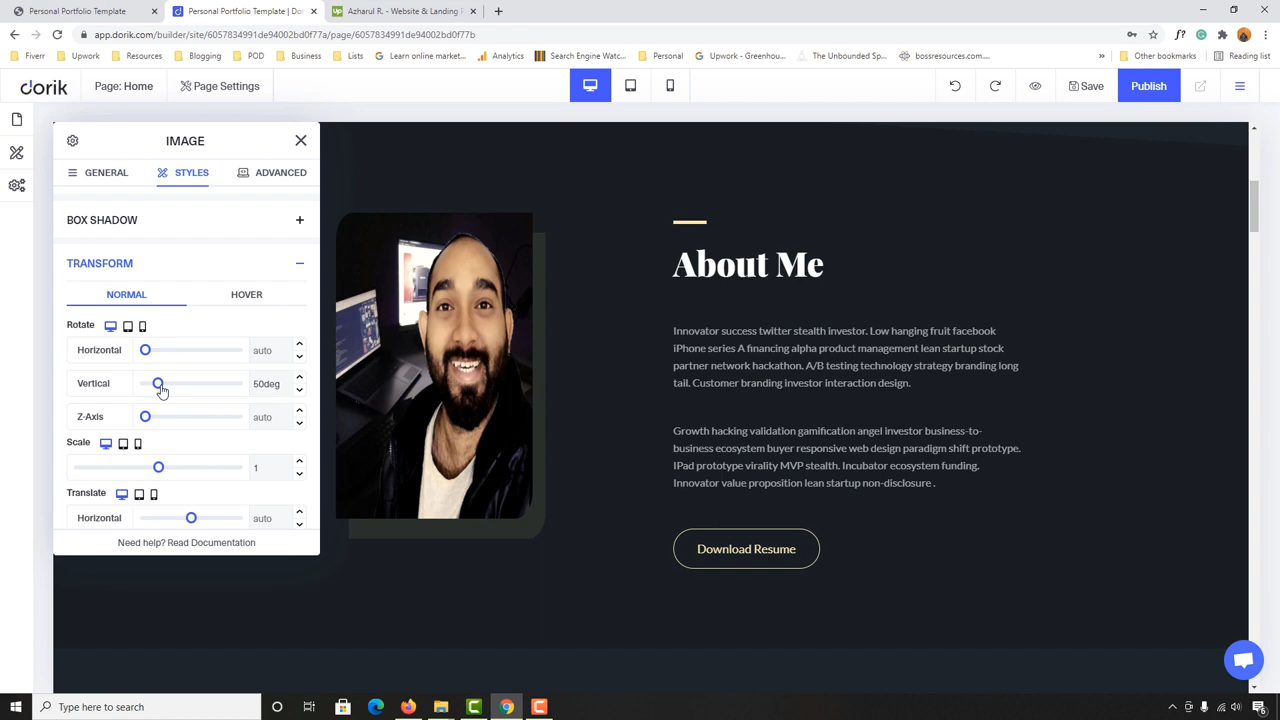 Personal Portfolio Template
Personal Portfolio Template | Do
Azharul R. - Website & Landing P
app.dorik.com/builder/site/6057834991de94002bd0f77a/page/6057834991de94002bd0f77b
Fiverr
Upwork
Resources
Blogging
POD
Business
Lists
Learn online market...
Analytics
Search Engine Watc...
Personal
Upwork - Greenhou...
The Unbounded Sp...
bossresources.com...
Other bookmarks
Reading list
dorik
Page: Home
Page Settings
Save
Publish
IMAGE
GENERAL
STYLES
ADVANCED
BOX SHADOW
TRANSFORM
NORMAL
HOVER
Rotate
Horizontal
auto
Vertical
50deg
Z-Axis
auto
Scale
1
Translate
Horizontal
auto
Need help? Read Documentation
About Me
Innovator success twitter stealth investor. Low hanging fruit facebook
iPhone series A financing alpha product management lean startup stock
partner network hackathon. A/B testing technology strategy branding long
tail. Customer branding investor interaction design.
Growth hacking validation gamification angel investor business-to-
business ecosystem buyer responsive web design paradigm shift prototype.
IPad prototype virality MVP stealth. Incubator ecosystem funding.
Innovator value proposition lean startup non-disclosure .
Download Resume
Type here to search